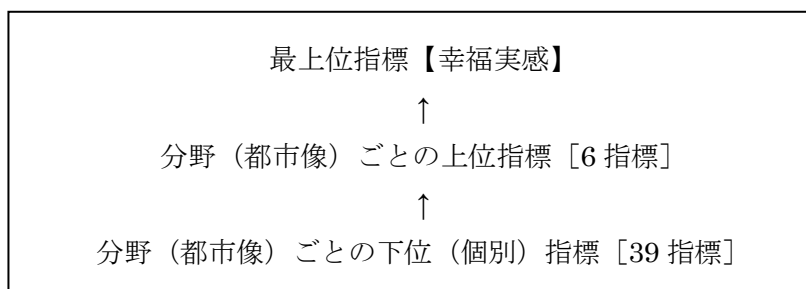 最上位指標【幸福実感】
↑
分野（都市像）ごとの上位指標［6 指標］
↑
分野（都市像）ごとの下位（個別）指標［39 指標］